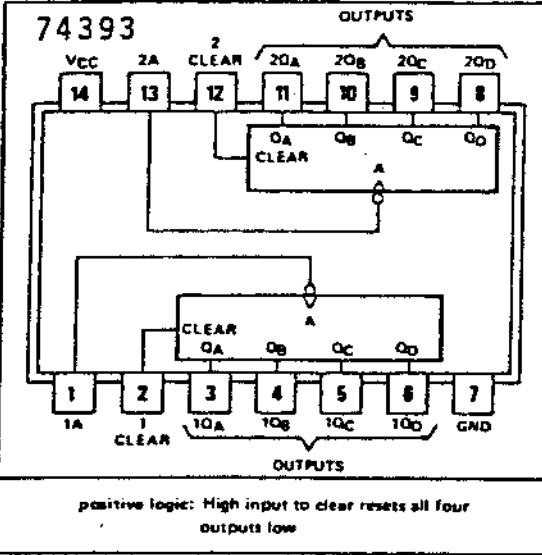 74393
OUTPUTS
VCC 2A 2 CLEAR 2QA 2QB 2QC 2QD
14 13 12 11 10 9 8
QA QB QC QD
CLEAR
A
A
CLEAR
QA QB QC QD
1 2 3 4 5 6 7
1A 1 CLEAR 1QA 1QB 1QC 1QD GND
OUTPUTS
positive logic: High input to clear resets all four
outputs low